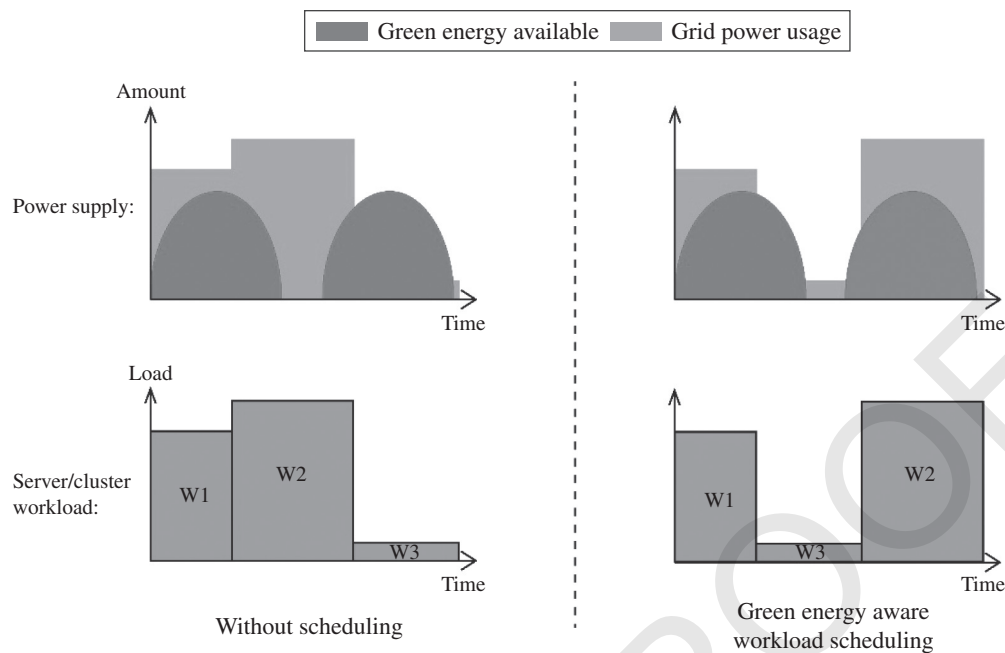 Green energy available
Grid power usage
Amount
Power supply:
Time
Time
Load
Server/cluster
workload:
W1
W2
W3
Time
W1
W3
W2
Time
Without scheduling
Green energy aware
workload scheduling
PROOF